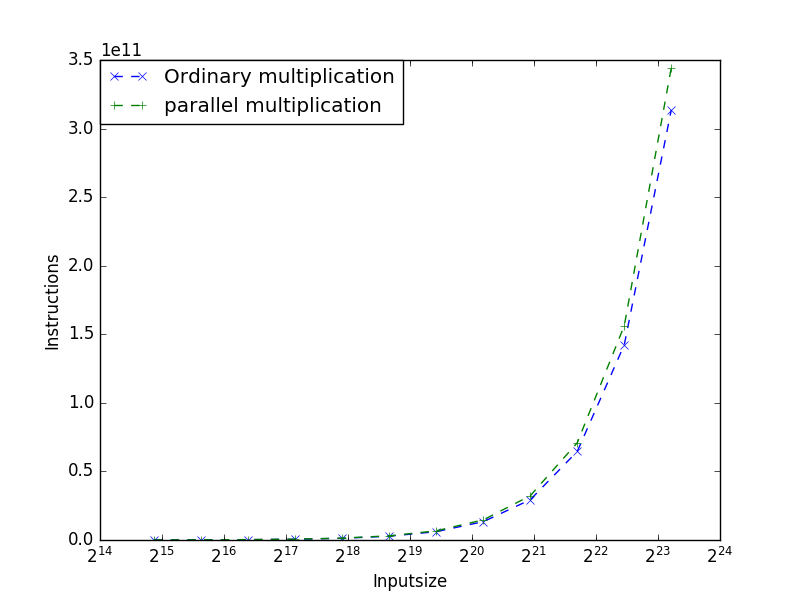 1e11
3.5
Ordinary multiplication
parallel multiplication
3.0
2.5
2.0
1.5
1.0
0.5
0.0
Instructions
2^14 2^15 2^16 2^17 2^18 2^19 2^20 2^21 2^22 2^23 2^24
Inputsize